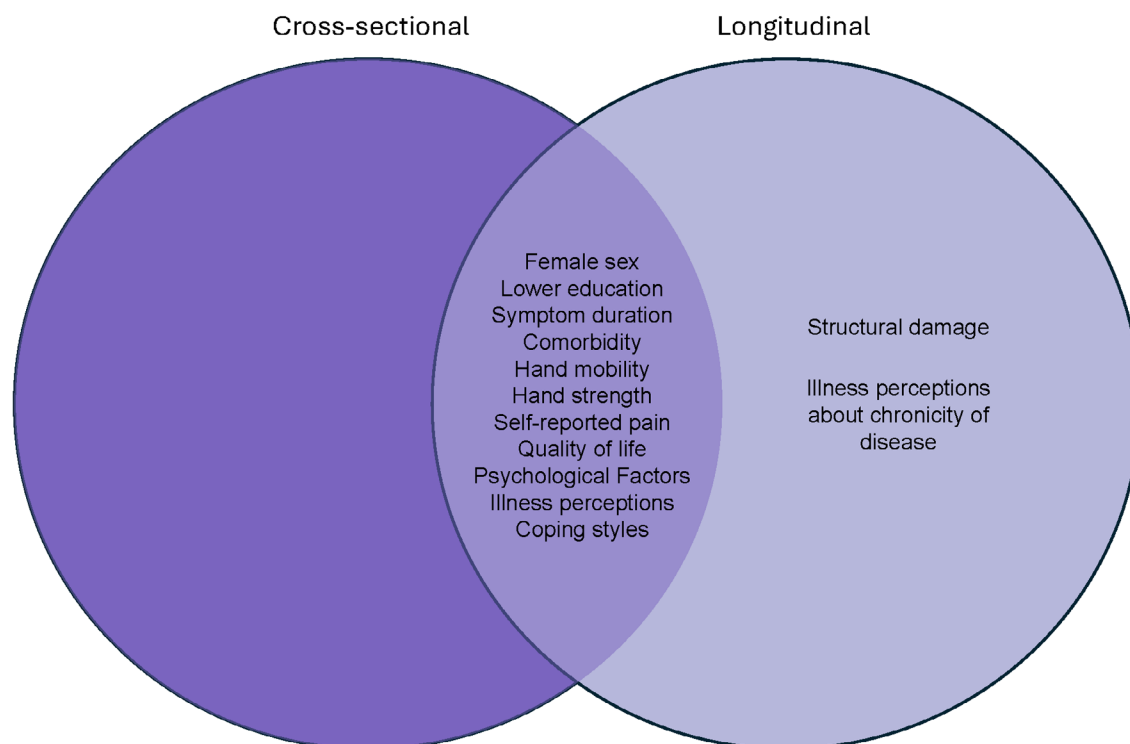 Cross-sectional
Longitudinal
Female sex
Lower education
Symptom duration
Comorbidity
Hand mobility
Hand strength
Self-reported pain
Quality of life
Psychological Factors
Illness perceptions
Coping styles
Structural damage
Illness perceptions
about chronicity of
disease